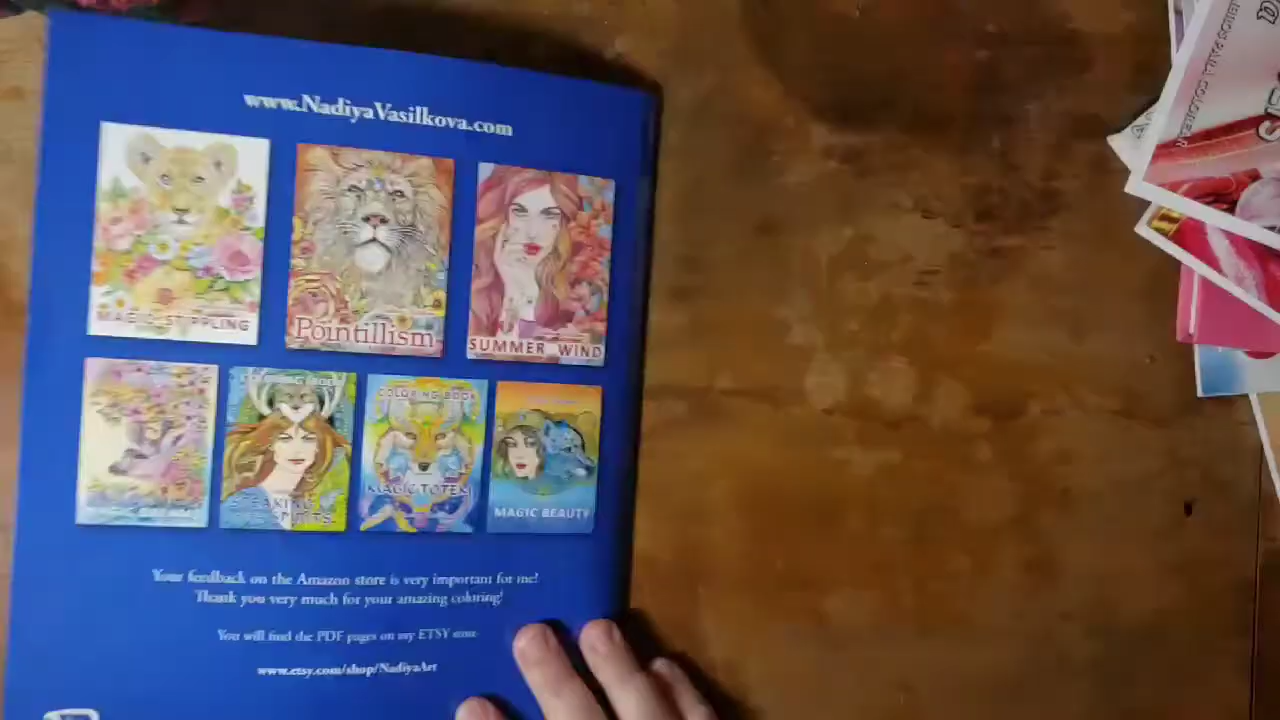 www.NadiyaVasilkova.com
MAGIC STIPPLING
Pointillism
SUMMER WIND
COLORING BOOK
MAGIC TOTEM
MAGIC BEAUTY
Your feedback on the Amazon store is very important for me!
Thank you very much for your amazing coloring!
You will find the PDF pages on my ETSY store
www.etsy.com/shop/NadiyaArt